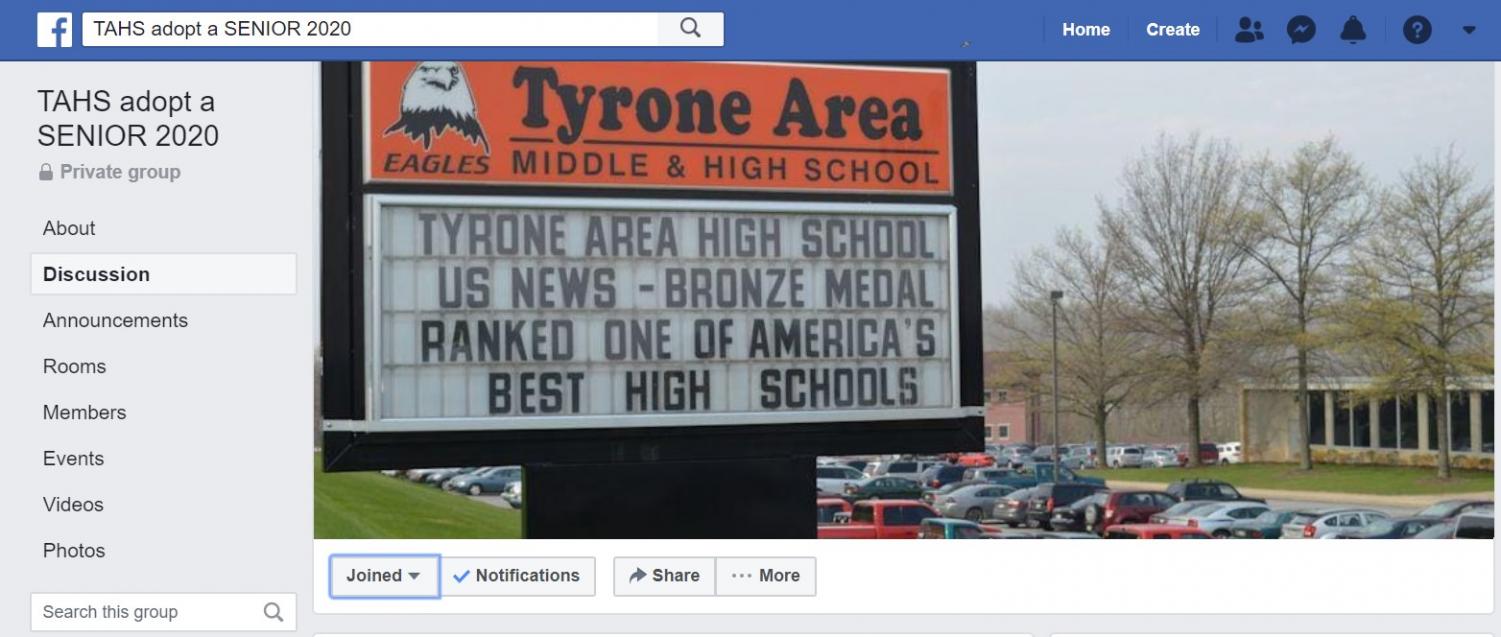 TAHS adopt a SENIOR 2020
Home
Create
TAHS adopt a
SENIOR 2020
Private group
About
Discussion
Announcements
Rooms
Members
Events
Videos
Photos
Search this group
Tyrone Area
EAGLES MIDDLE & HIGH SCHOOL
TYRONE AREA HIGH SCHOOL
US NEWS - BRONZE MEDAL
RANKED ONE OF AMERICA'S
BEST HIGH SCHOOLS
Joined
Notifications
Share
More